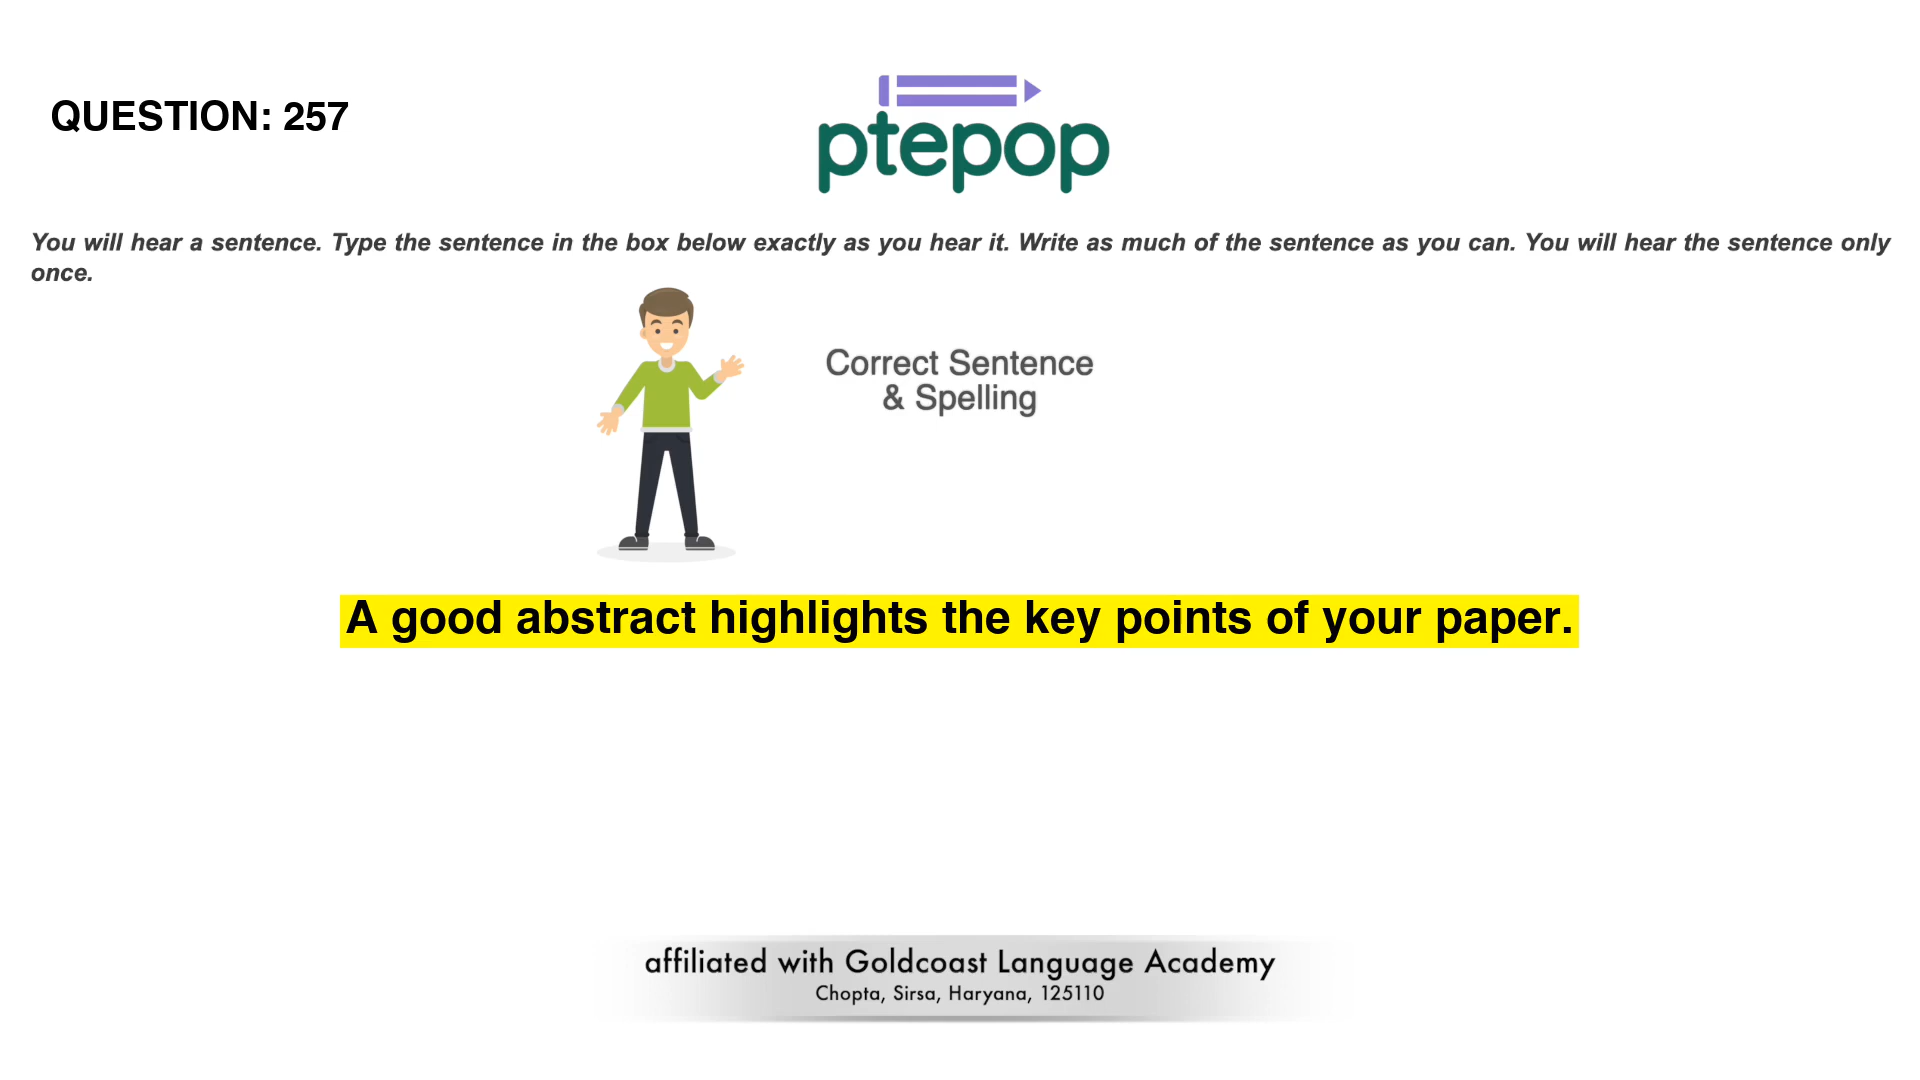 QUESTION: 257
ptepop
You will hear a sentence. Type the sentence in the box below exactly as you hear it. Write as much of the sentence as you can. You will hear the sentence only
once.
Correct Sentence
& Spelling
A good abstract highlights the key points of your paper.
affiliated with Goldcoast Language Academy
Chopta, Sirsa, Haryana, 125110